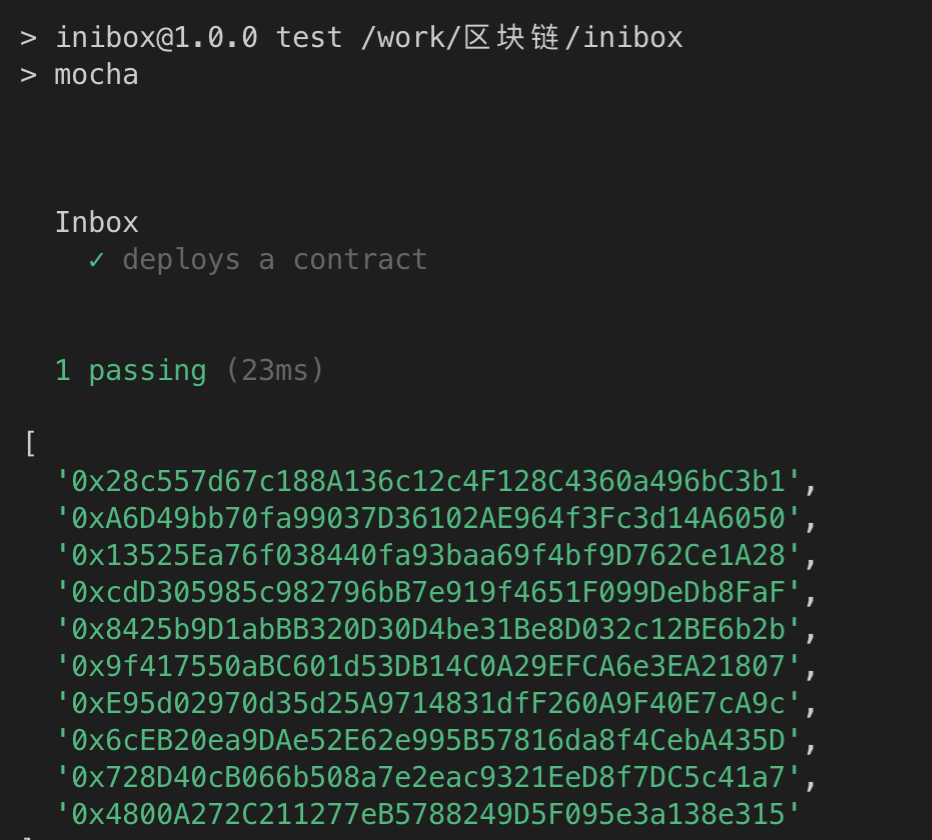 > inibox@1.0.0 test /work/区块链/inibox
> mocha
Inbox
✓ deploys a contract
1 passing (23ms)
[
'0x28c557d67c188A136c12c4F128C4360a496bC3b1',
'0xA6D49bb70fa99037D36102AE964f3Fc3d14A6050',
'0x13525Ea76f038440fa93baa69f4bf9D762Ce1A28',
'0xcdD305985c982796bB7e919f4651F099DeDb8FaF',
'0x8425b9D1abBB320D30D4be31Be8D032c12BE6b2b',
'0x9f417550aBC601d53DB14C0A29EFCA6e3EA21807',
'0xE95d02970d35d25A9714831dfF260A9F40E7cA9c',
'0x6cEB20ea9DAe52E62e995B57816da8f4CebA435D',
'0x728D40cB066b508a7e2eac9321EeD8f7DC5c41a7',
'0x4800A272C211277eB5788249D5F095e3a138e315'